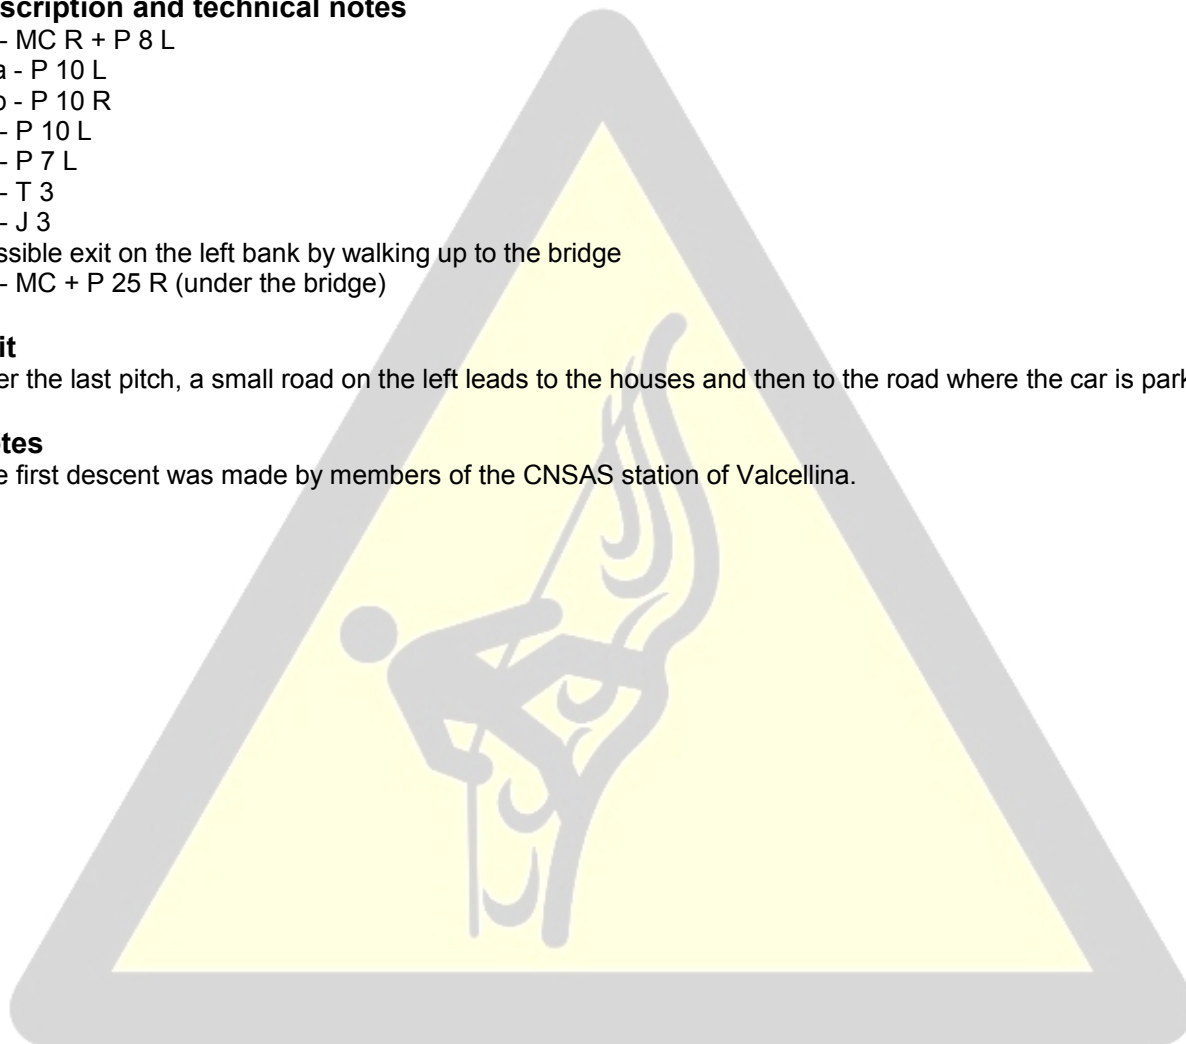 scription and technical notes
- MC R + P 8 L
a - P 10 L
o - P 10 R
- P 10 L
- P 7 L
- T 3
- J 3
ssible exit on the left bank by walking up to the bridge
- MC + P 25 R (under the bridge)
it
er the last pitch, a small road on the left leads to the houses and then to the road where the car is park
tes
e first descent was made by members of the CNSAS station of Valcellina.